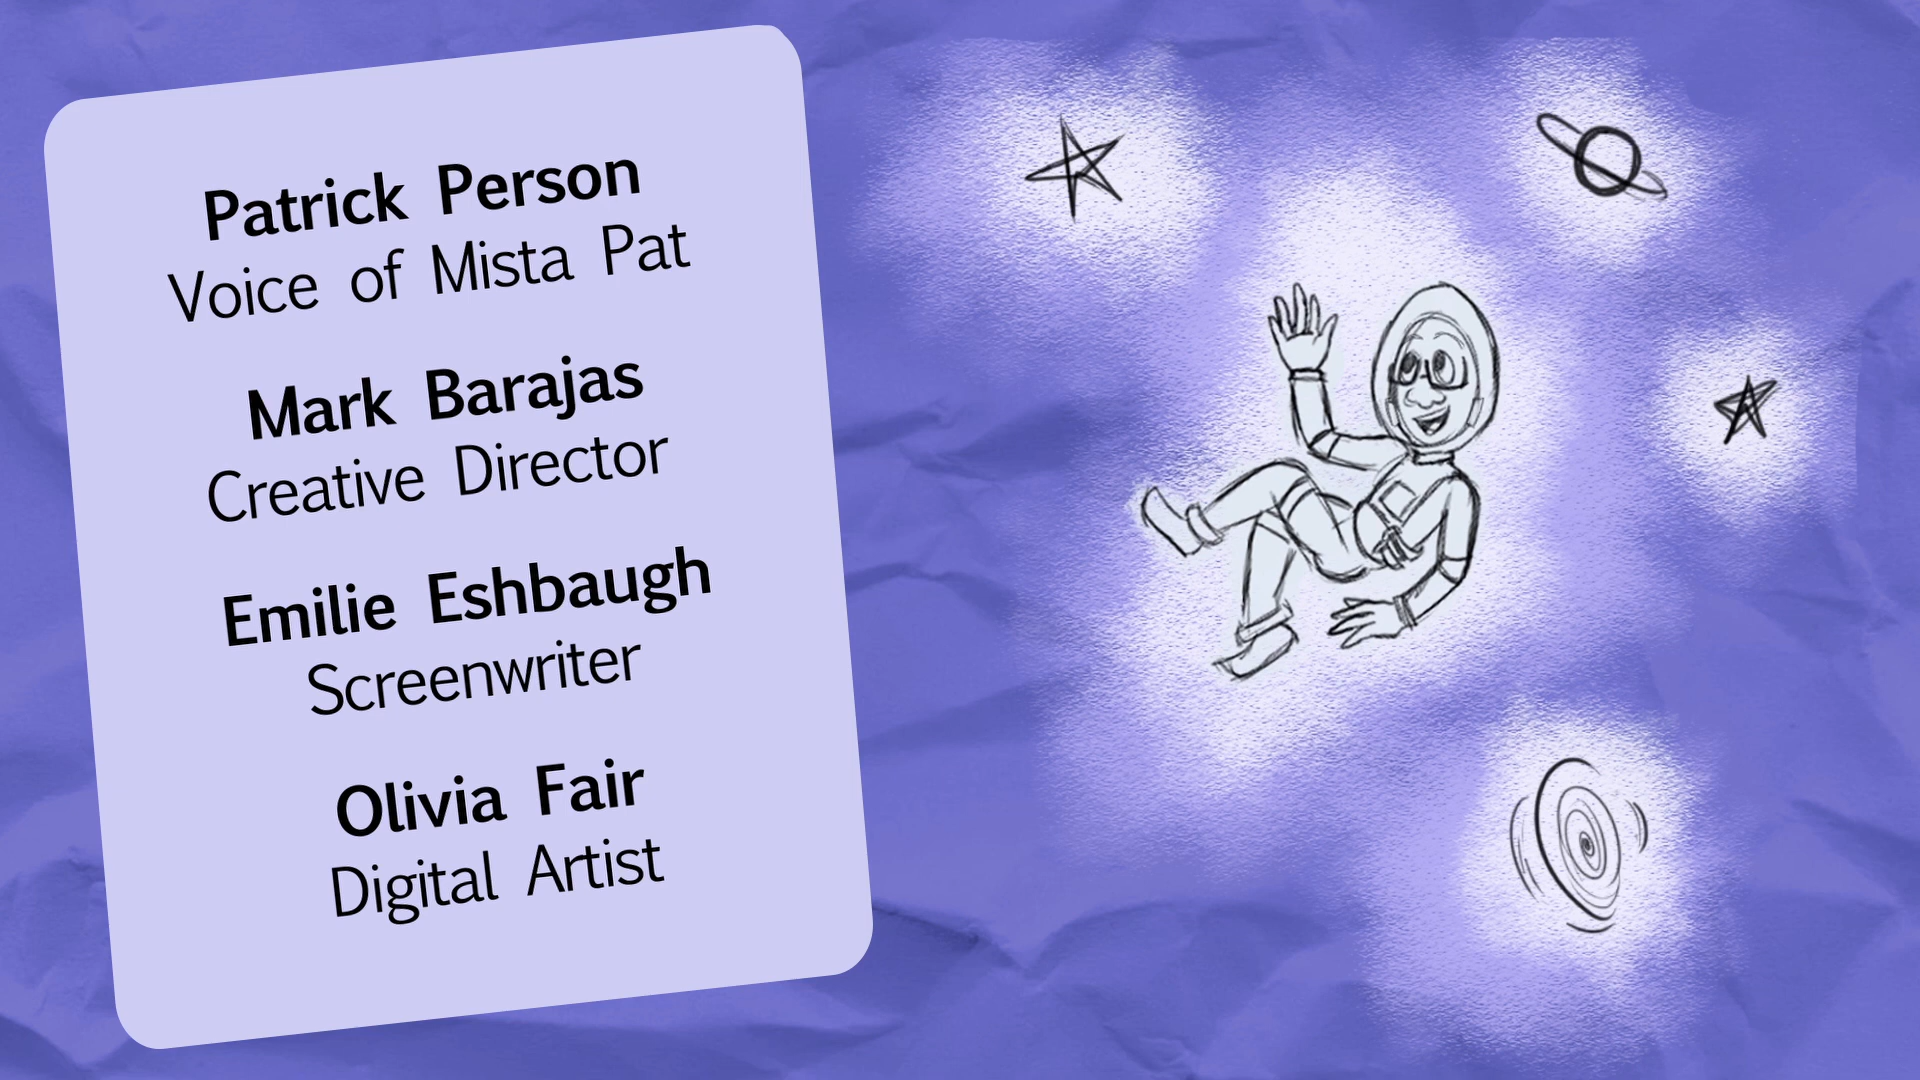 Patrick Person
Voice of Mista Pat
Mark Barajas
Creative Director
Emilie Eshbaugh
Screenwriter
Olivia Fair
Digital Artist